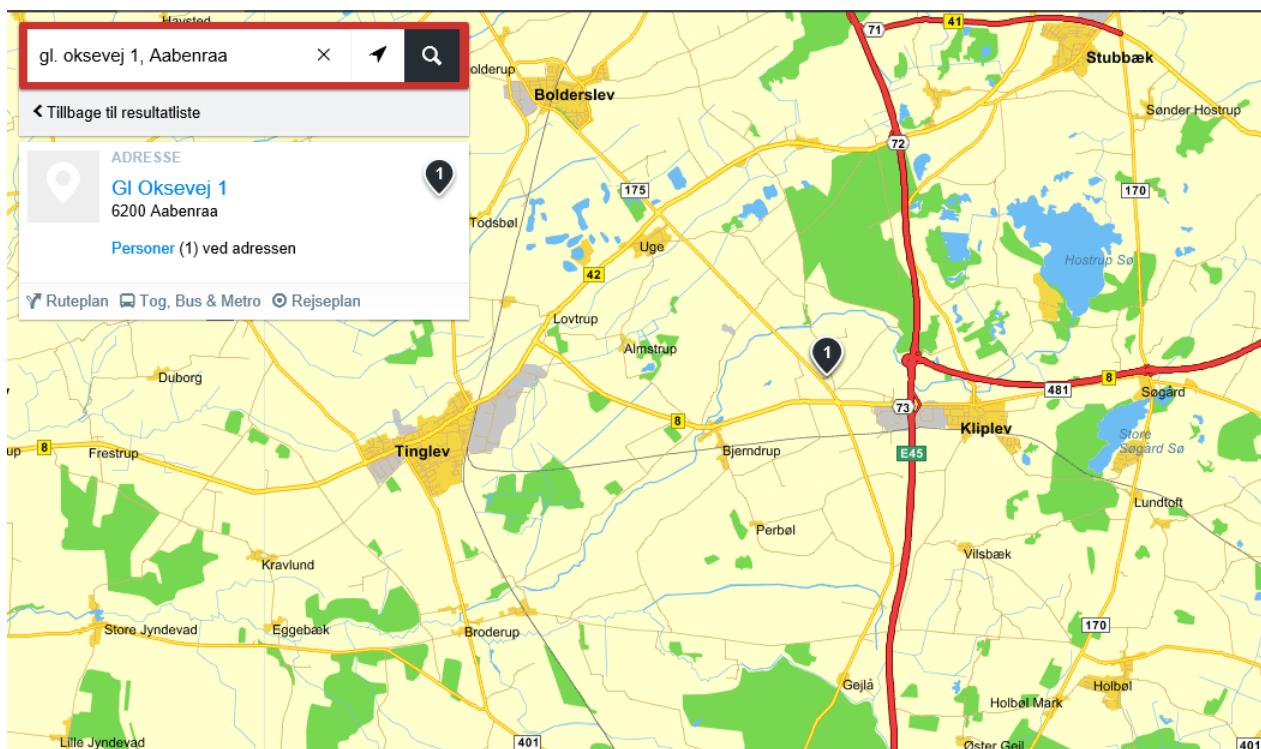 gl. oksevej 1, Aabenraa
Tillbage til resultatliste
ADRESSE
Gl Oksevej 1
6200 Aabenraa
1
Personer (1) ved adressen
Ruteplan Tog, Bus & Metro Rejseplan
71
41
Stubbæk
Bolderslev
Sønder Hostrup
72
175
170
Todsbøl
Uge
Hostrup Sø
42
Lovtrup
Almstrup
1
Duborg
8
481
Søgård
73
Kliplev
8
8
Frestrup
Tinglev
Bjerndrup
E45
Store
Søgård Sø
Lundtoft
Perbøl
Vilsbæk
Kravlund
Store Jyndevad
Eggebæk
Broderup
170
Gejlå
Holbøl
Holbøl Mark
Lille Jyndevad
401
Øster Gejl
401